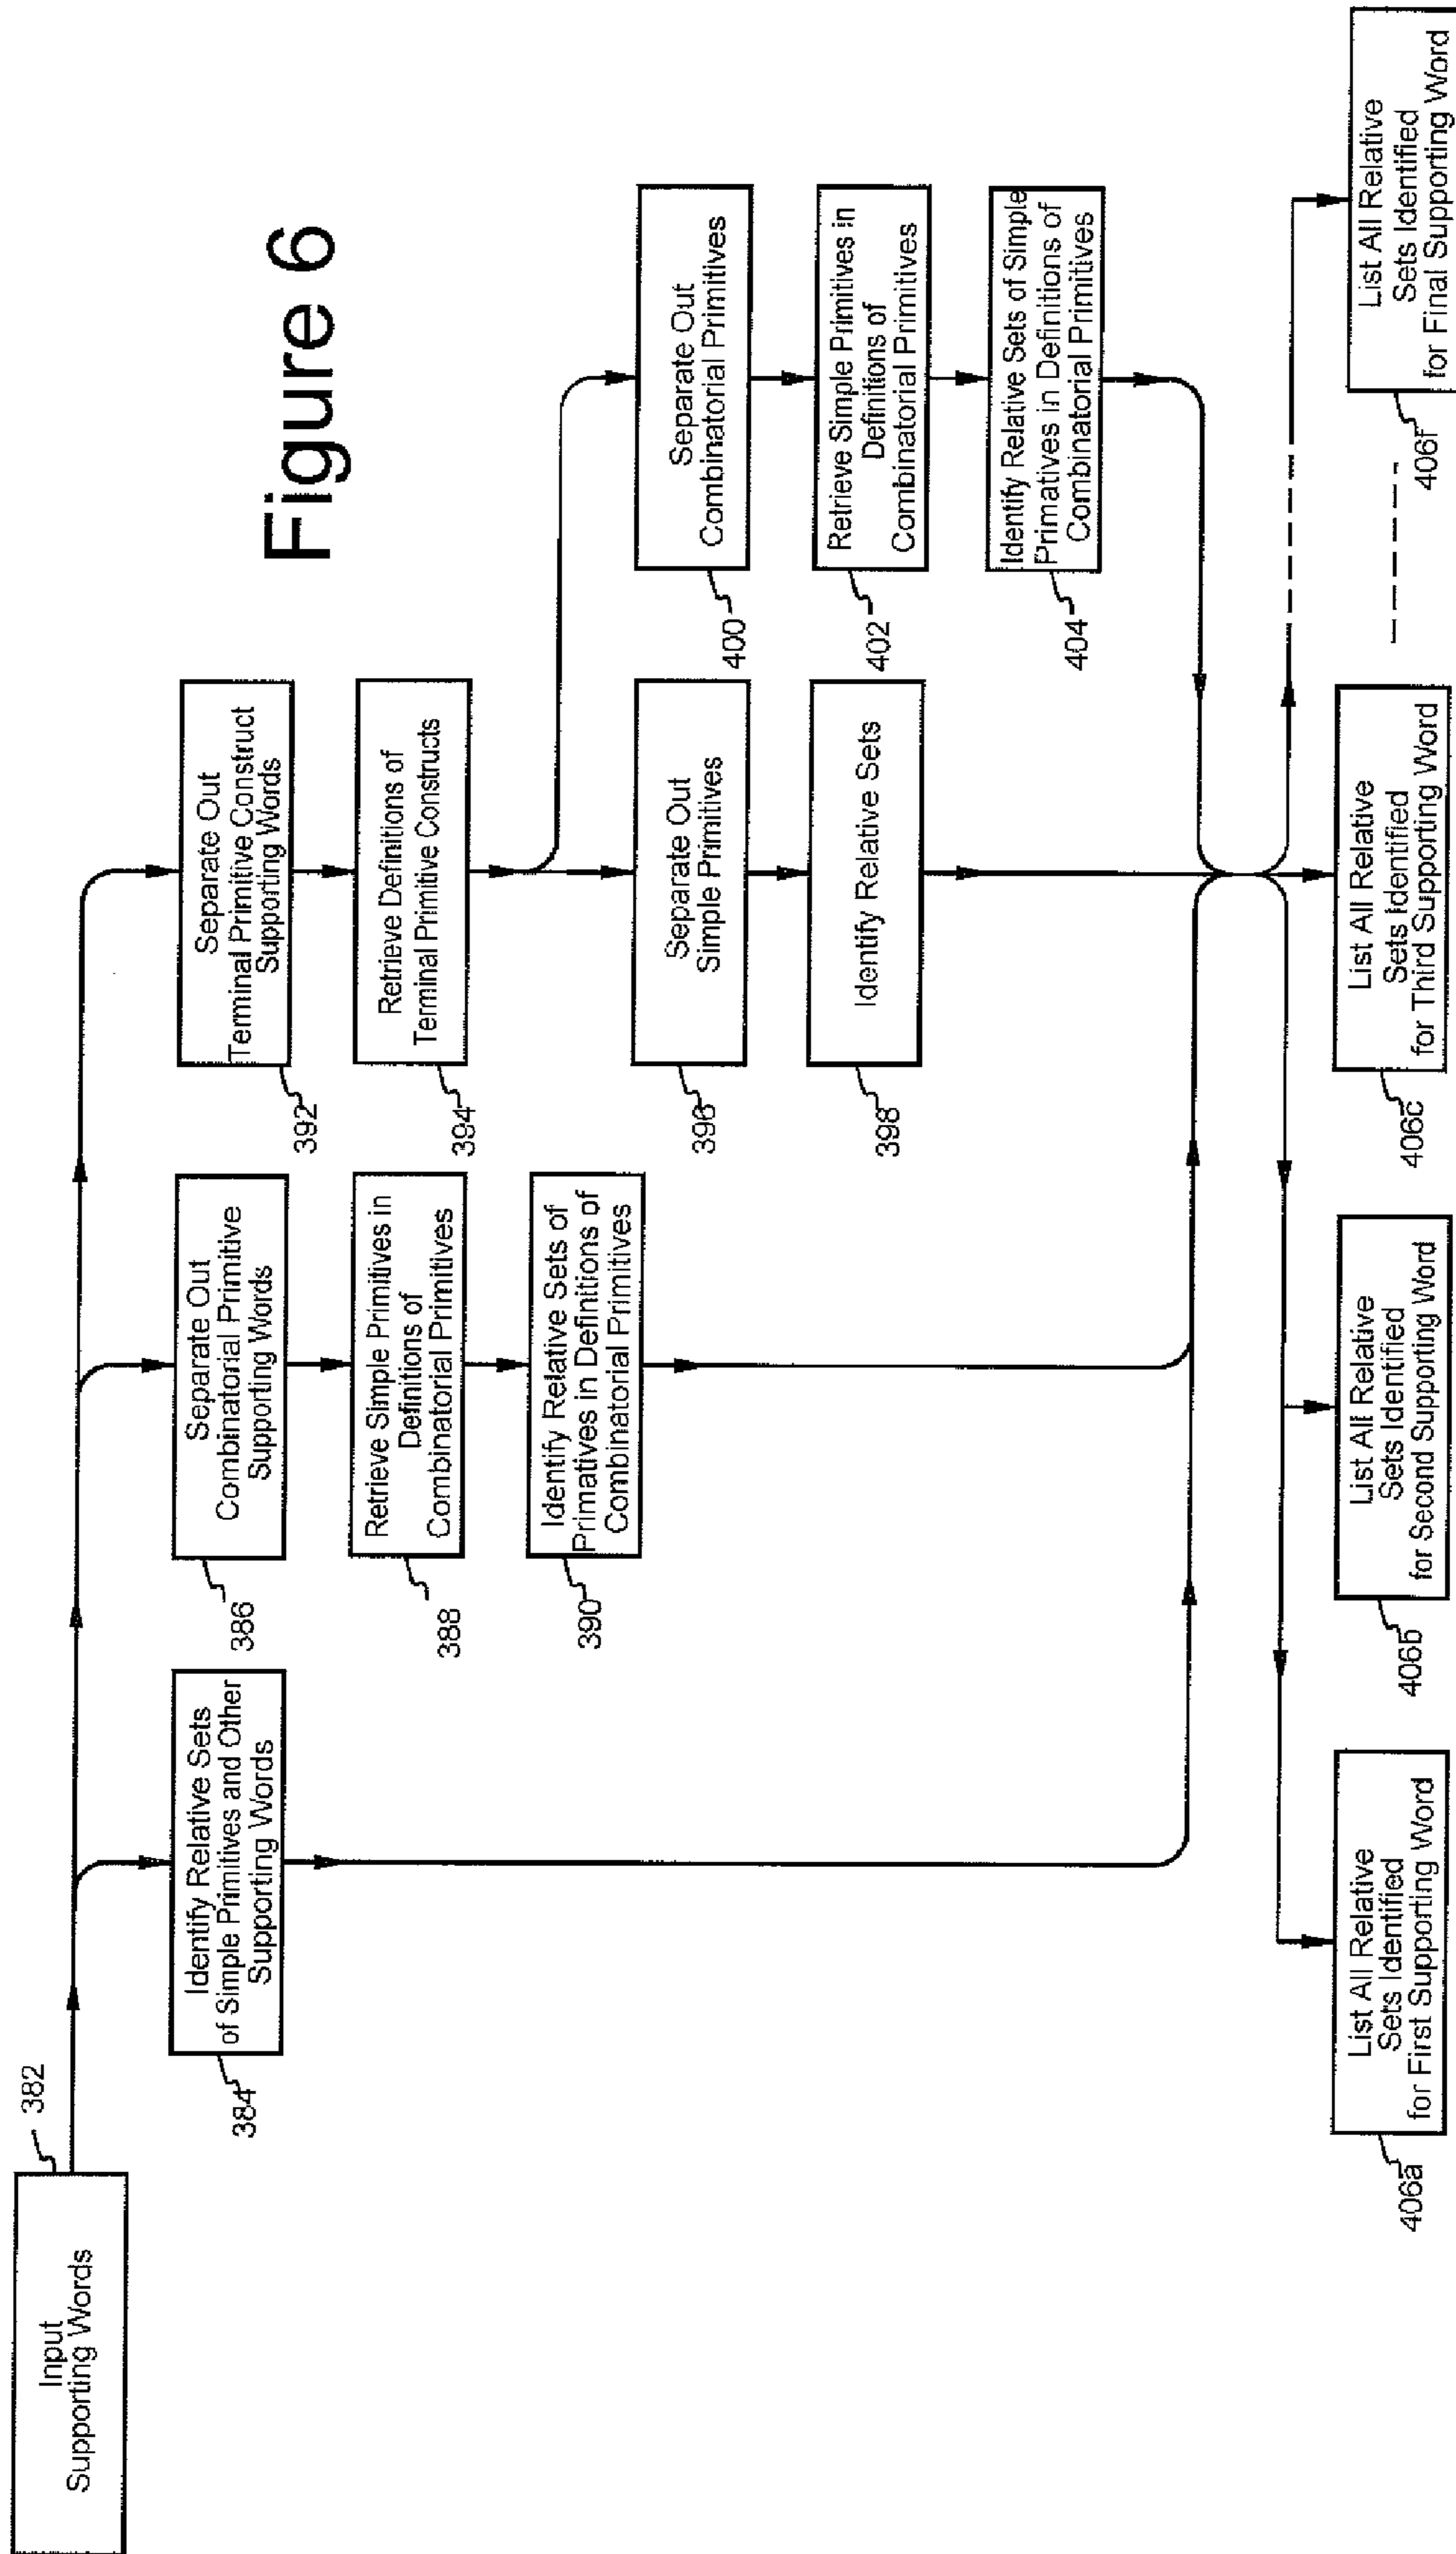 Figure 6
Input
Supporting Words
382
Identify Relative Sets
of Simple Primitives and Other
Supporting Words
384
Separate Out
Combinatorial Primitive
Supporting Words
386
Retrieve Simple Primitives in
Definitions of
Combinatorial Primitives
388
Identify Relative Sets of
Primatives in Definitions of
Combinatorial Primitives
390
Separate Out
Terminal Primitive Construct
Supporting Words
392
Retrieve Definitions of
Terminal Primitive Constructs
394
Separate Out
Simple Primitives
396
Identify Relative Sets
398
Separate Out
Combinatorial Primitives
400
Retrieve Simple Primitives in
Definitions of
Combinatorial Primitives
402
Identify Relative Sets of Simple
Primatives in Definitions of
Combinatorial Primitives
404
List All Relative
Sets Identified
for First Supporting Word
406a
List All Relative
Sets Identified
for Second Supporting Word
406b
List All Relative
Sets Identified
for Third Supporting Word
406c
List All Relative
Sets Identified
for Final Supporting Word
406f